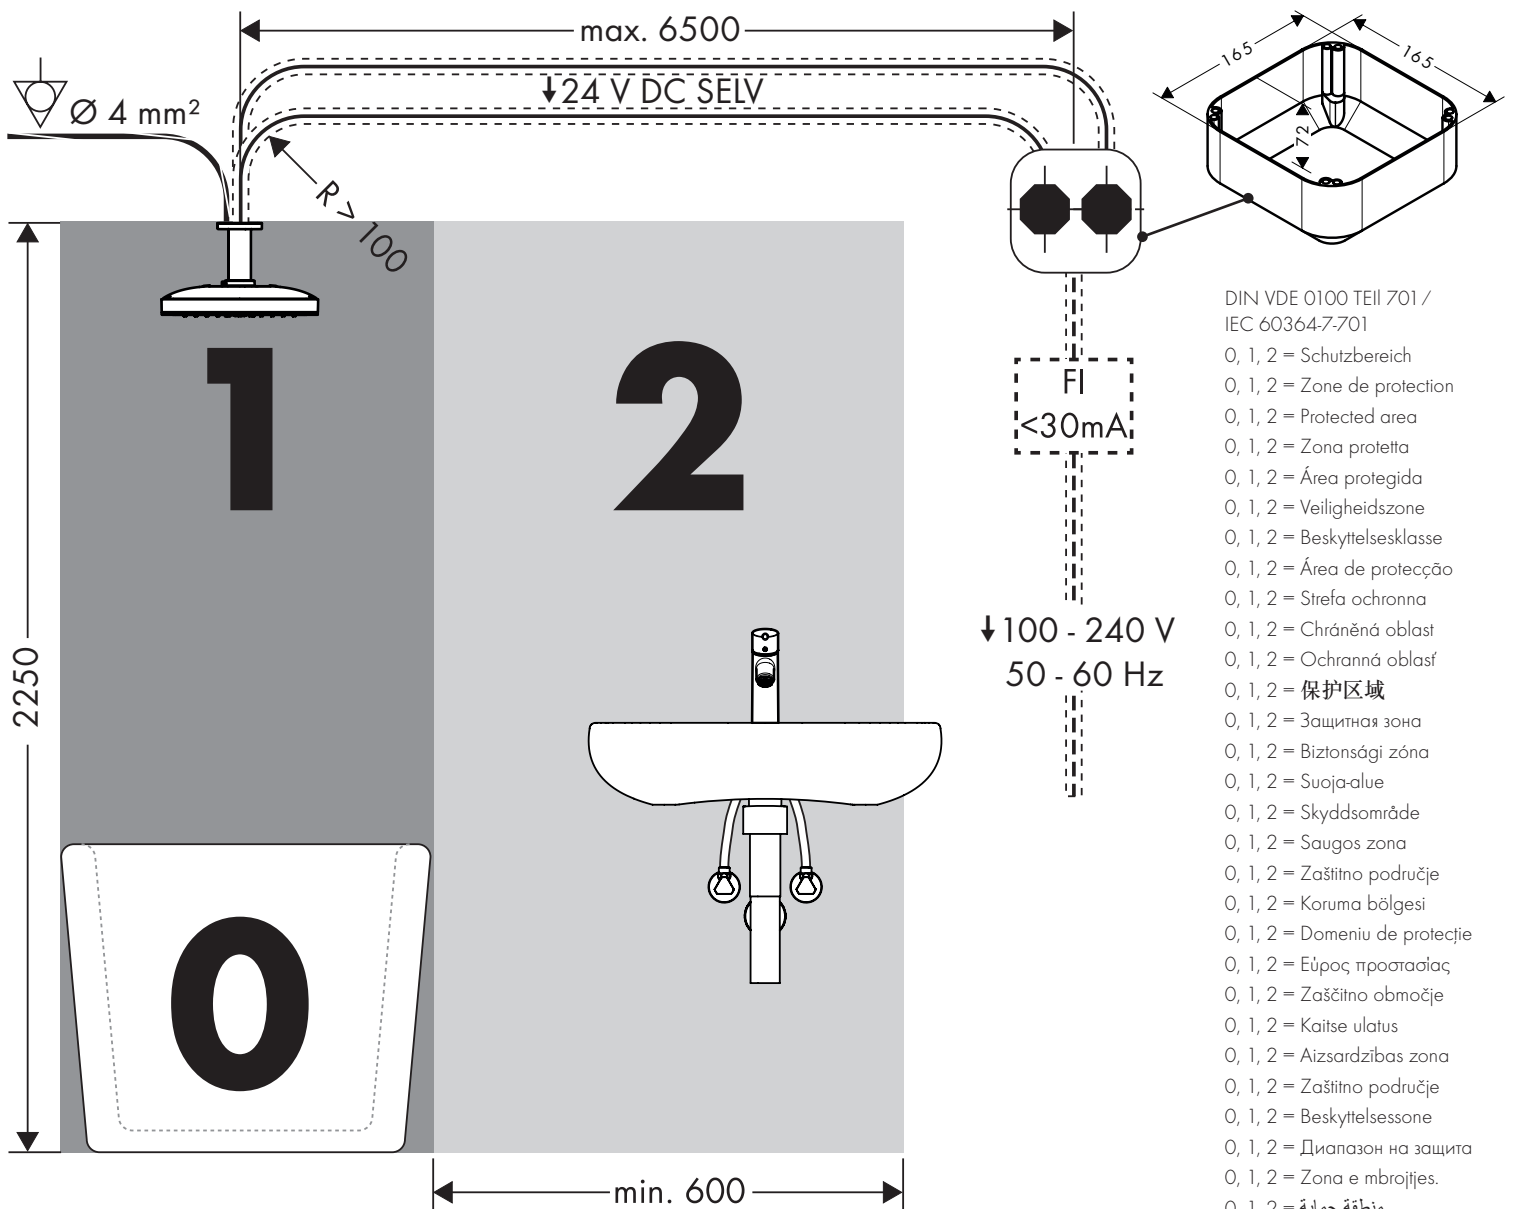 max. 6500
165
165
72
Ø 4 mm²
24 V DC SELV
R > 100
2250
1
2
0
FI
<30mA
100 - 240 V
50 - 60 Hz
min. 600
DIN VDE 0100 TEIl 701 /
IEC 60364-7-701
0, 1, 2 = Schutzbereich
0, 1, 2 = Zone de protection
0, 1, 2 = Protected area
0, 1, 2 = Zona protetta
0, 1, 2 = Área protegida
0, 1, 2 = Veiligheidszone
0, 1, 2 = Beskyttelsesklasse
0, 1, 2 = Área de protecção
0, 1, 2 = Strefa ochronna
0, 1, 2 = Chráněná oblast
0, 1, 2 = Ochranná oblasť
0, 1, 2 = 保护区域
0, 1, 2 = Защитная зона
0, 1, 2 = Biztonsági zóna
0, 1, 2 = Suoja-alue
0, 1, 2 = Skyddsområde
0, 1, 2 = Saugos zona
0, 1, 2 = Zaštitno područje
0, 1, 2 = Koruma bölgesi
0, 1, 2 = Domeniu de protecţie
0, 1, 2 = Εύρος προστασίας
0, 1, 2 = Zaščitno območje
0, 1, 2 = Kaitse ulatus
0, 1, 2 = Aizsardzības zona
0, 1, 2 = Zaštitno područje
0, 1, 2 = Beskyttelsessone
0, 1, 2 = Диапазон на защита
0, 1, 2 = Zona e mbrojtjes.
0, 1, 2 = منطقة حماية